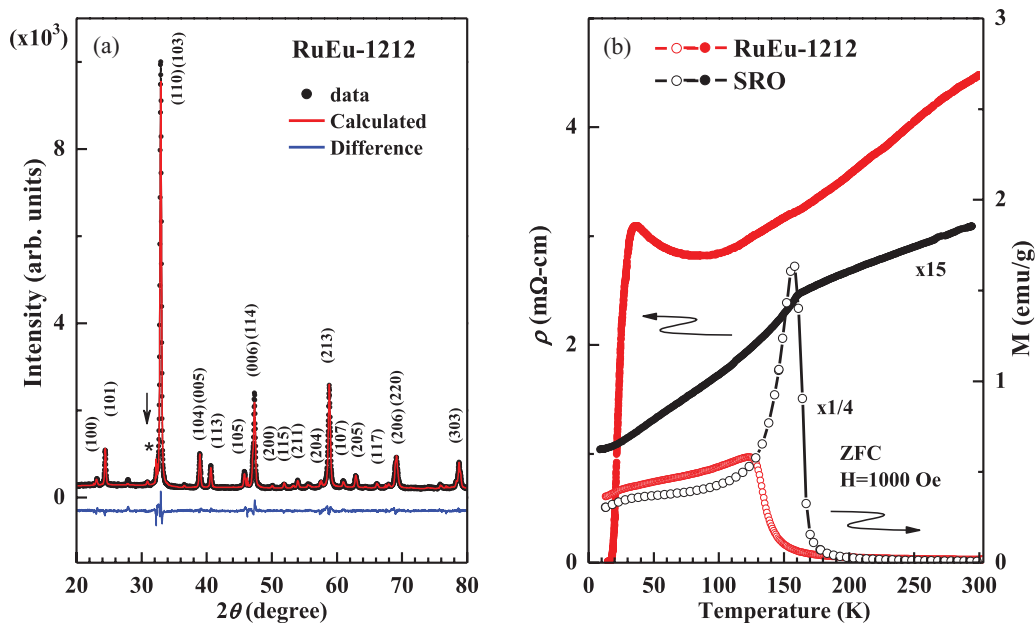 (x10³)
(a)
RuEu-1212
data
Calculated
Difference
(110) (103)
8
4
0
Intensity (arb. units)
(100)
(101)
*
(104) (005)
(113)
(105)
(006) (114)
(200)
(115)
(211)
(204)
(213)
(107)
(205)
(117)
(206) (220)
(303)
20 30 40 50 60 70 80
2θ (degree)
(b)
RuEu-1212
SRO
4
2
0
ρ (mΩ-cm)
x15
x1/4
ZFC
H=1000 Oe
3
2
1
0
M (emu/g)
0 50 100 150 200 250 300
Temperature (K)